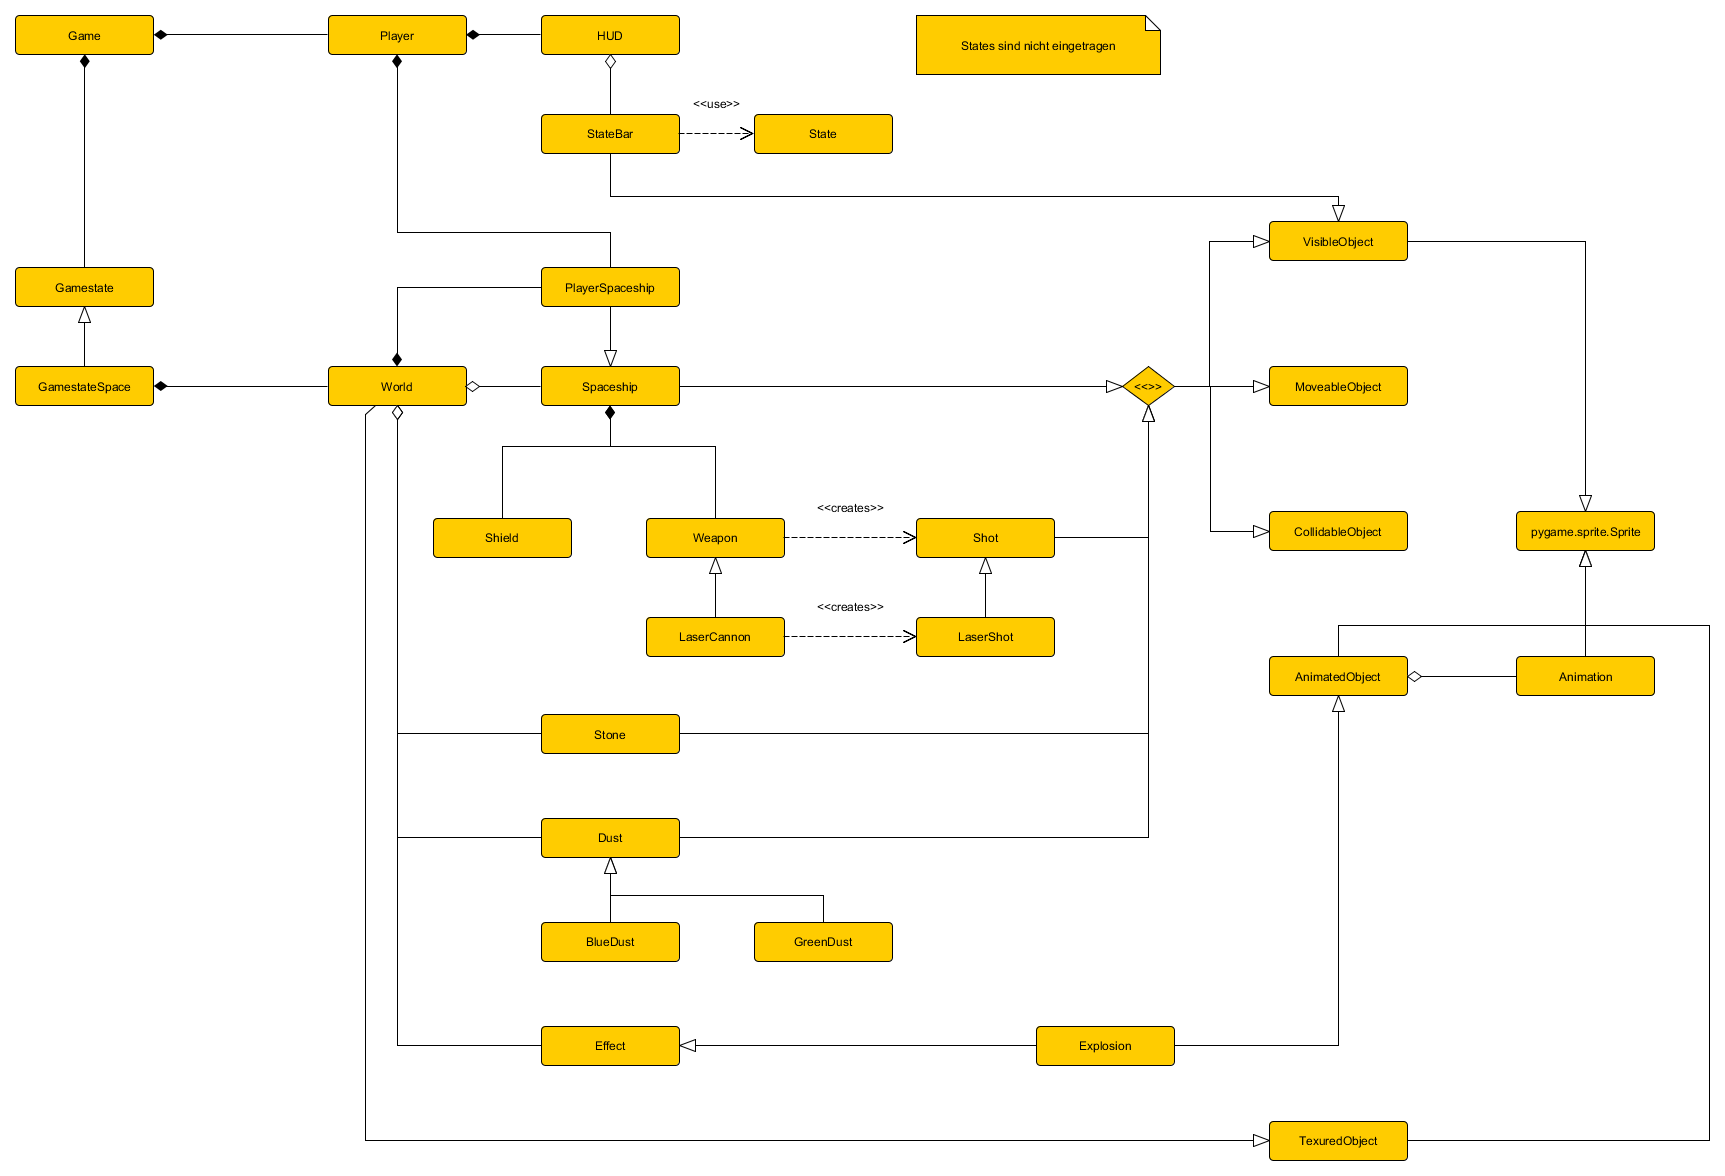 Game
Player
HUD
States sind nicht eingetragen
<<use>>
StateBar
State
VisibleObject
Gamestate
PlayerSpaceship
GamestateSpace
World
Spaceship
<<>>
MoveableObject
<<creates>>
Shield
Weapon
Shot
CollidableObject
pygame.sprite.Sprite
<<creates>>
LaserCannon
LaserShot
AnimatedObject
Animation
Stone
Dust
BlueDust
GreenDust
Effect
Explosion
TexuredObject